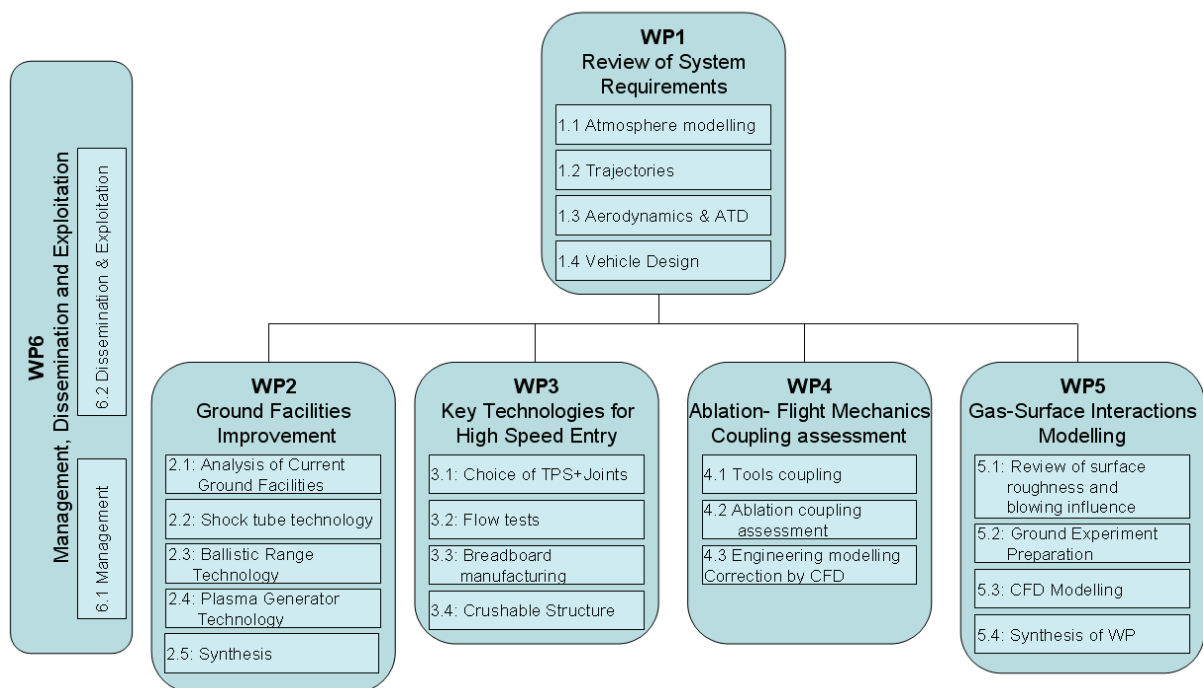 WP1
Review of System
Requirements
1.1 Atmosphere modelling
1.2 Trajectories
1.3 Aerodynamics & ATD
1.4 Vehicle Design
WP6
Management, Dissemination and Exploitation
6.2 Dissemination & Exploitation
6.1 Management
WP2
Ground Facilities
Improvement
2.1: Analysis of Current
Ground Facilities
2.2: Shock tube technology
2.3: Ballistic Range
Technology
2.4: Plasma Generator
Technology
2.5: Synthesis
WP3
Key Technologies for
High Speed Entry
3.1: Choice of TPS+Joints
3.2: Flow tests
3.3: Breadboard
manufacturing
3.4: Crushable Structure
WP4
Ablation- Flight Mechanics
Coupling assessment
4.1 Tools coupling
4.2 Ablation coupling
assessment
4.3 Engineering modelling
Correction by CFD
WP5
Gas-Surface Interactions
Modelling
5.1: Review of surface
roughness and
blowing influence
5.2: Ground Experiment
Preparation
5.3: CFD Modelling
5.4: Synthesis of WP